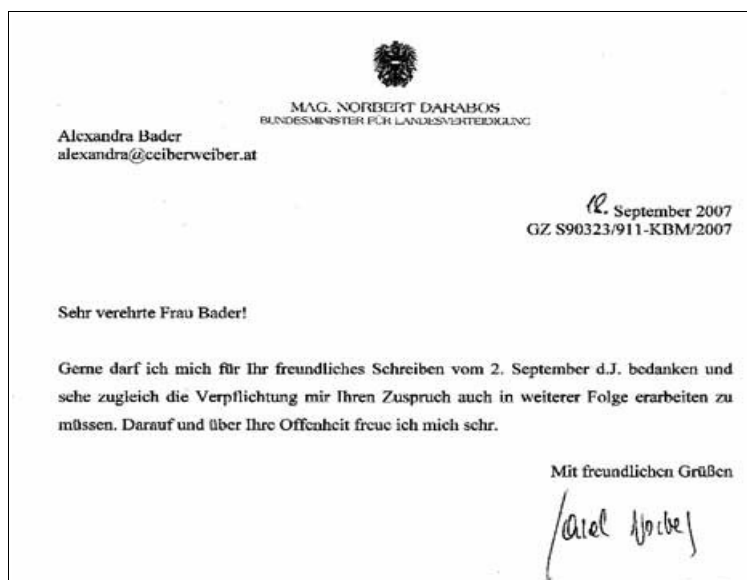 MAG. NORBERT DARABOS
BUNDESMINISTER FÜR LANDESVERTEIDIGUNG
Alexandra Bader
alexandra@ceiberweiber.at
September 2007
GZ S90323/911-KBM/2007
Sehr verehrte Frau Bader!
Gerne darf ich mich für Ihr freundliches Schreiben vom 2. September d.J. bedanken und
sehe zugleich die Verpflichtung mir Ihren Zuspruch auch in weiterer Folge erarbeiten zu
müssen. Darauf und über Ihre Offenheit freue ich mich sehr.
Mit freundlichen Grüßen